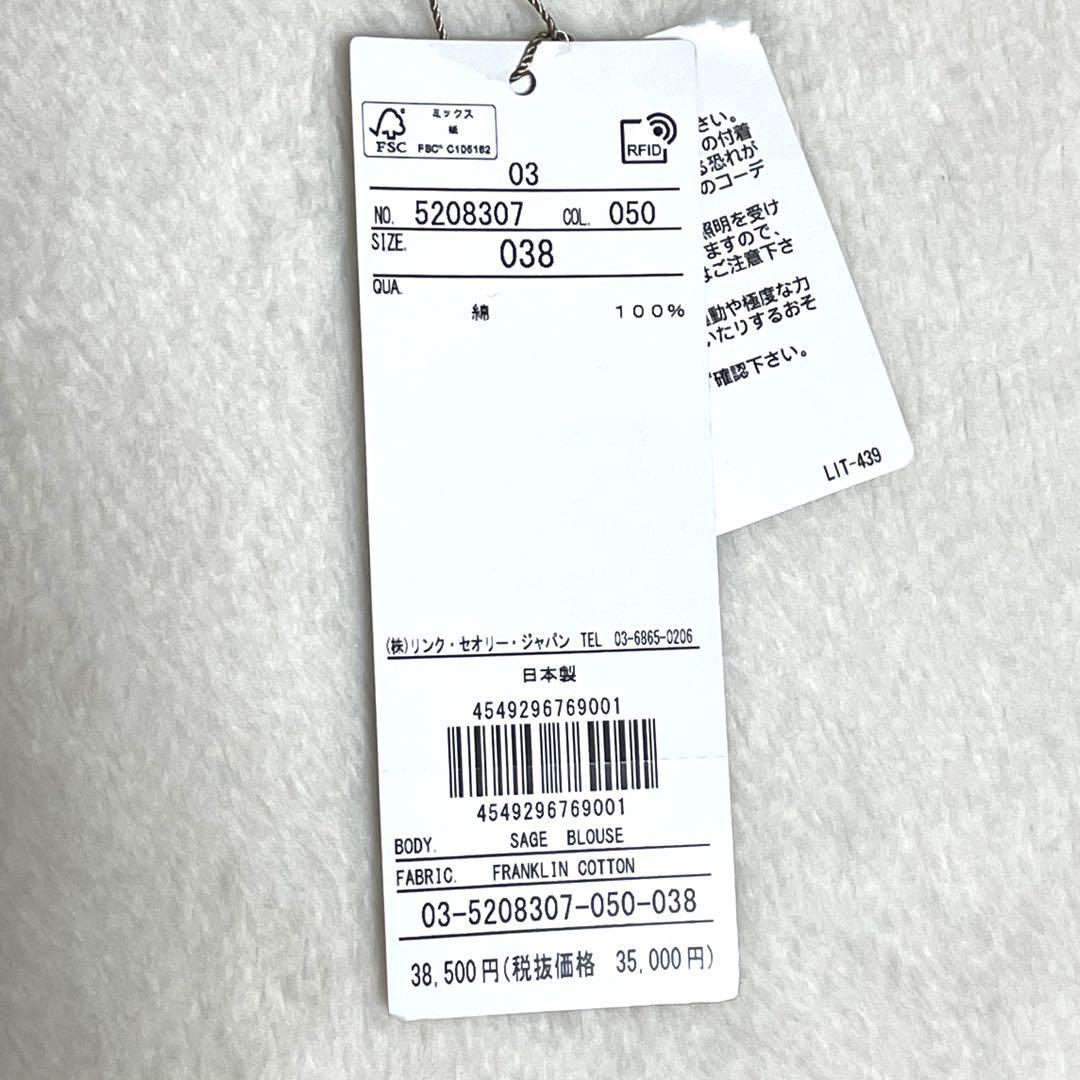 ミックス
紙
FSC
FSC® C105162
RFID
03
NO. 5208307 COL. 050
SIZE. 038
QUA.
綿 100%
(株)リンク・セオリー・ジャパン TEL 03-6865-0206
日本製
4549296769001
4549296769001
BODY. SAGE BLOUSE
FABRIC. FRANKLIN COTTON
03-5208307-050-038
38,500円(税抜価格 35,000円)
さい。
の付着
る恐れが
のコーデ
照明を受け
ますので、
はご注意下さ
動や極度な力
いたりするおそ
確認下さい。
LIT-439